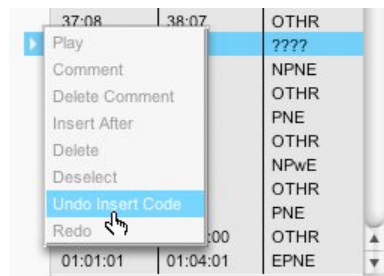 37:08 38:07 OTHR
Play ????
Comment NPNE
Delete Comment OTHR
Insert After PNE
Delete OTHR
NPwE
Deselect OTHR
Undo Insert Code PNE
Redo :00 OTHR
01:01:01 01:04:01 EPNE